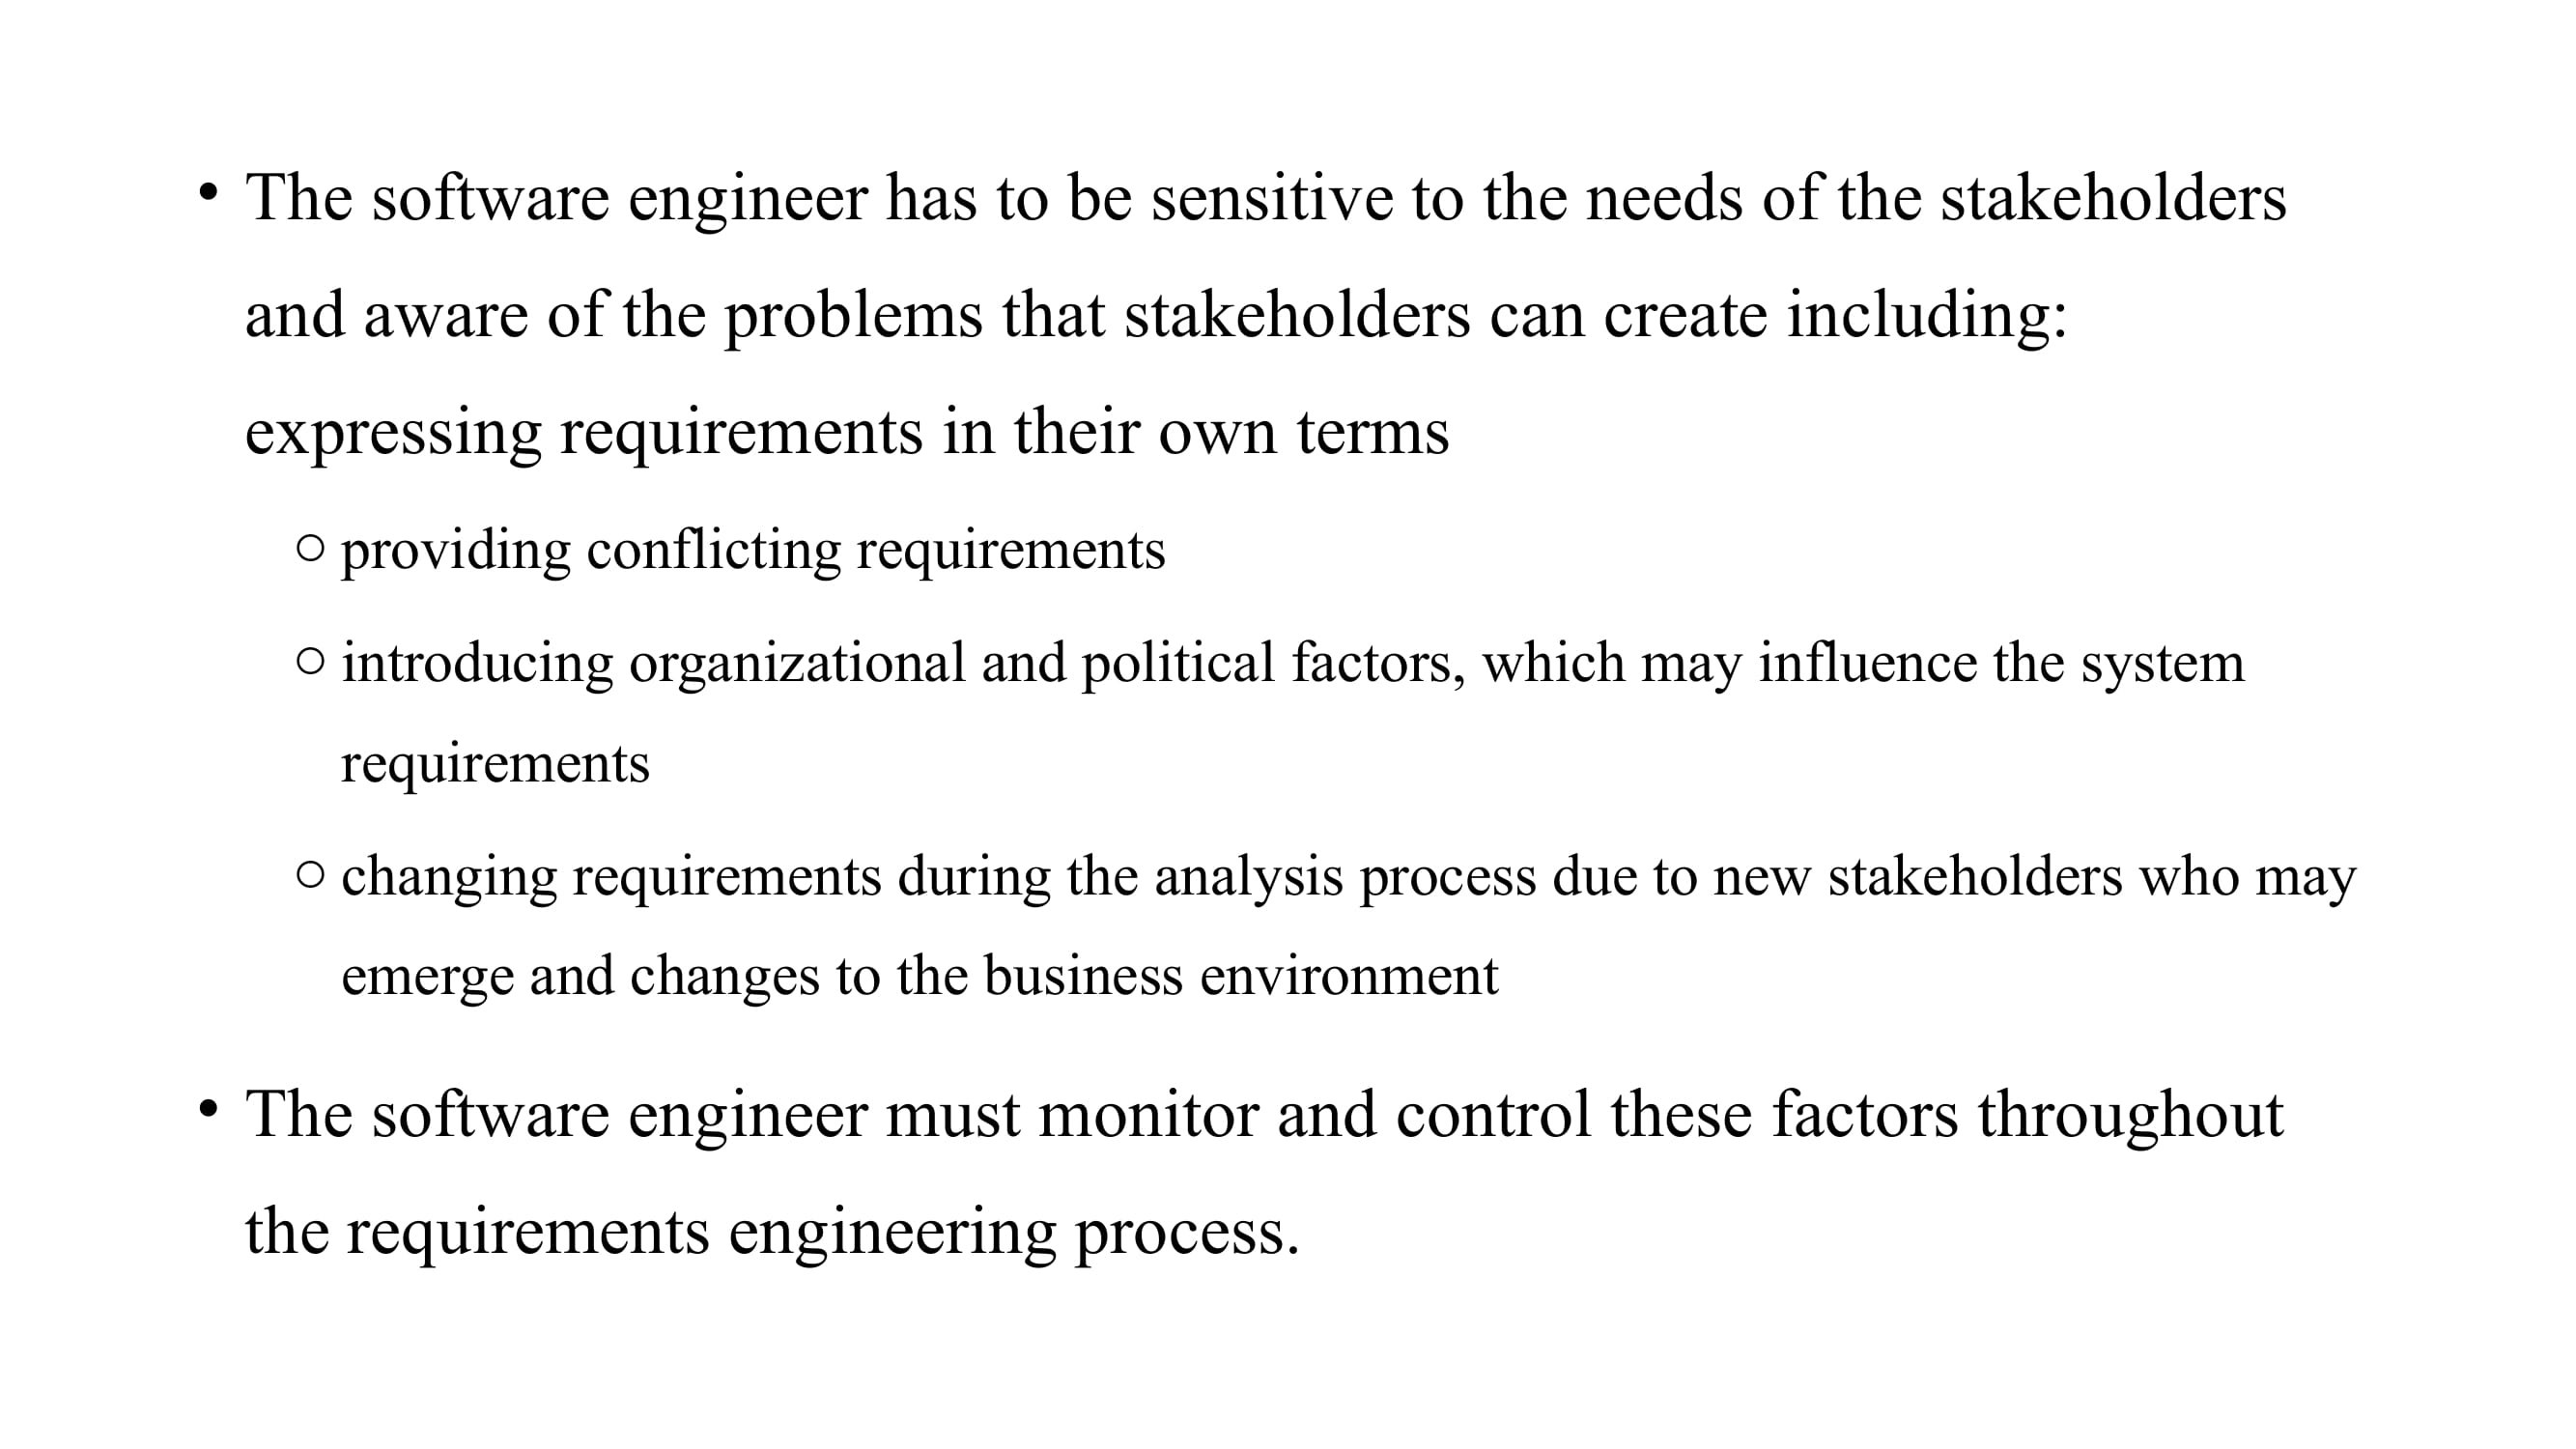 • The software engineer has to be sensitive to the needs of the stakeholders
and aware of the problems that stakeholders can create including:
expressing requirements in their own terms
○ providing conflicting requirements
○ introducing organizational and political factors, which may influence the system
requirements
○ changing requirements during the analysis process due to new stakeholders who may
emerge and changes to the business environment
• The software engineer must monitor and control these factors throughout
the requirements engineering process.